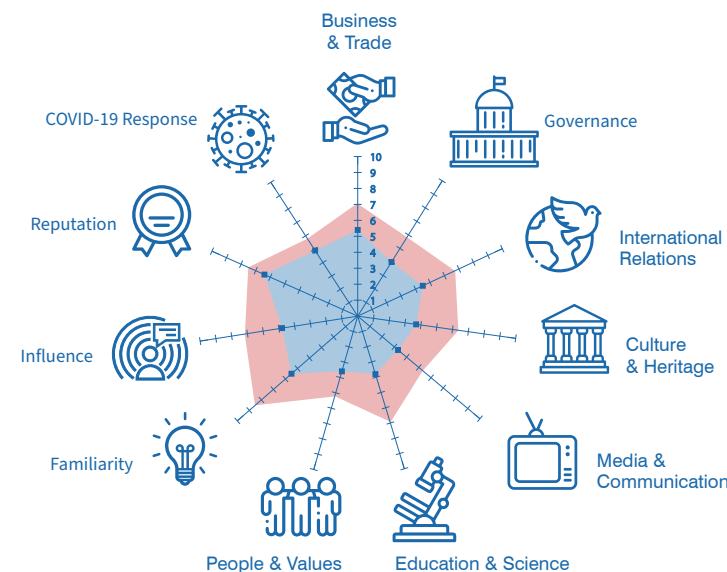 Business
& Trade
COVID-19 Response
Governance
10
9
8
7
6
5
4
3
2
1
Reputation
International
Relations
Influence
Culture
& Heritage
Familiarity
Media &
Communication
People & Values
Education & Science